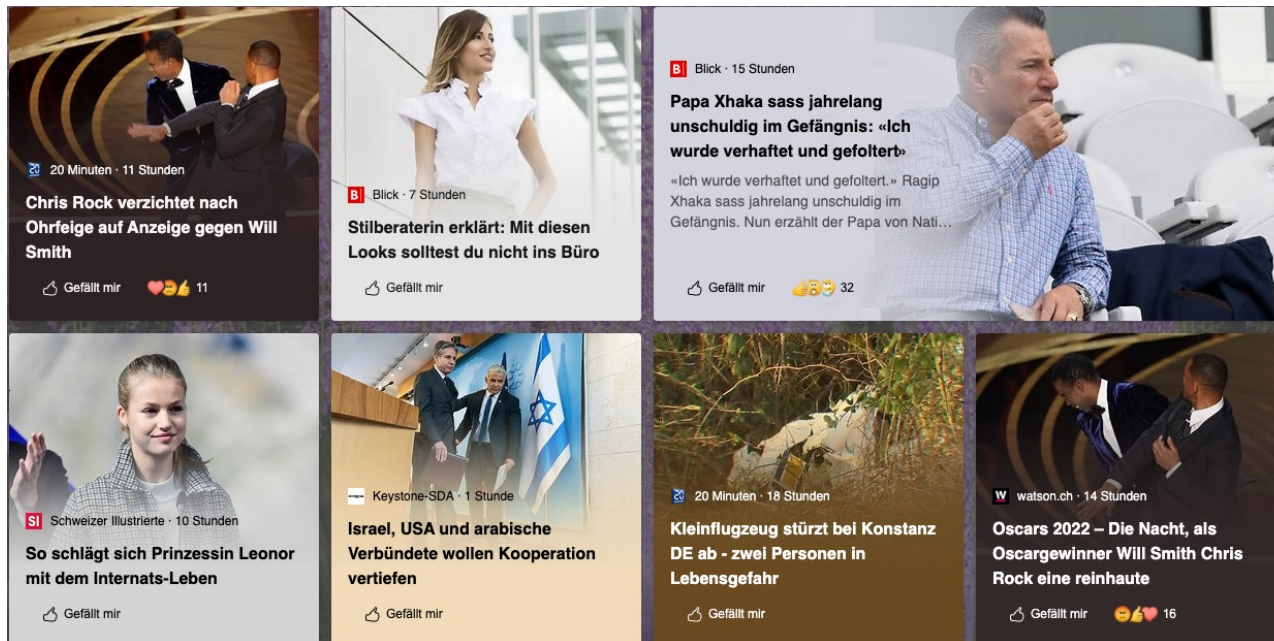 20 Minuten · 11 Stunden
Chris Rock verzichtet nach
Ohrfeige auf Anzeige gegen Will
Smith
Gefällt mir
11
B
Blick · 7 Stunden
Stilberaterin erklärt: Mit diesen
Looks solltest du nicht ins Büro
Gefällt mir
B
Blick · 15 Stunden
Papa Xhaka sass jahrelang
unschuldig im Gefängnis: «Ich
wurde verhaftet und gefoltert»
«Ich wurde verhaftet und gefoltert.» Ragip
Xhaka sass jahrelang unschuldig im
Gefängnis. Nun erzählt der Papa von Nati…
Gefällt mir
32
SI
Schweizer Illustrierte · 10 Stunden
So schlägt sich Prinzessin Leonor
mit dem Internats-Leben
Gefällt mir
Keystone-SDA · 1 Stunde
Israel, USA und arabische
Verbündete wollen Kooperation
vertiefen
Gefällt mir
20 Minuten · 18 Stunden
Kleinflugzeug stürzt bei Konstanz
DE ab - zwei Personen in
Lebensgefahr
Gefällt mir
W
watson.ch · 14 Stunden
Oscars 2022 – Die Nacht, als
Oscargewinner Will Smith Chris
Rock eine reinhaute
Gefällt mir
16